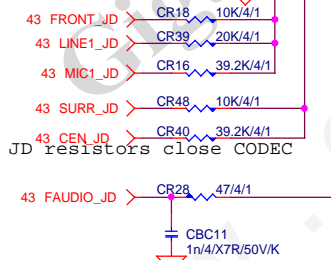 43 FRONT_JD CR18 10K/4/1
43 LINE1_JD CR39 20K/4/1
43 MIC1_JD CR16 39.2K/4/1
43 SURR_JD CR48 10K/4/1
43 CEN_JD CR40 39.2K/4/1
JD resistors close CODEC
43 FAUDIO_JD CR28 47/4/1
CBC11
1n/4/X7R/50V/K